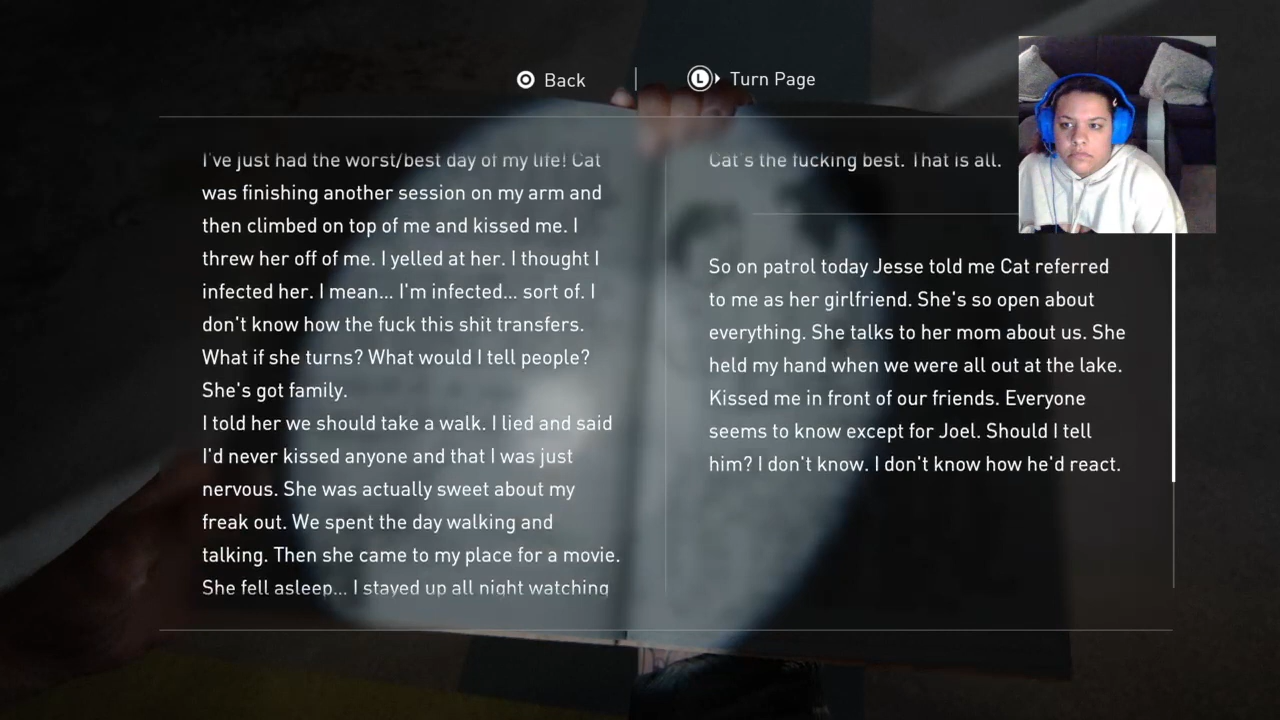 Back
L
Turn Page
I've just had the worst/best day of my life! Cat
was finishing another session on my arm and
then climbed on top of me and kissed me. I
threw her off of me. I yelled at her. I thought I
infected her. I mean... I'm infected... sort of. I
don't know how the fuck this shit transfers.
What if she turns? What would I tell people?
She's got family.
I told her we should take a walk. I lied and said
I'd never kissed anyone and that I was just
nervous. She was actually sweet about my
freak out. We spent the day walking and
talking. Then she came to my place for a movie.
She fell asleep... I stayed up all night watching
Cat's the fucking best. That is all.
So on patrol today Jesse told me Cat referred
to me as her girlfriend. She's so open about
everything. She talks to her mom about us. She
held my hand when we were all out at the lake.
Kissed me in front of our friends. Everyone
seems to know except for Joel. Should I tell
him? I don't know. I don't know how he'd react.